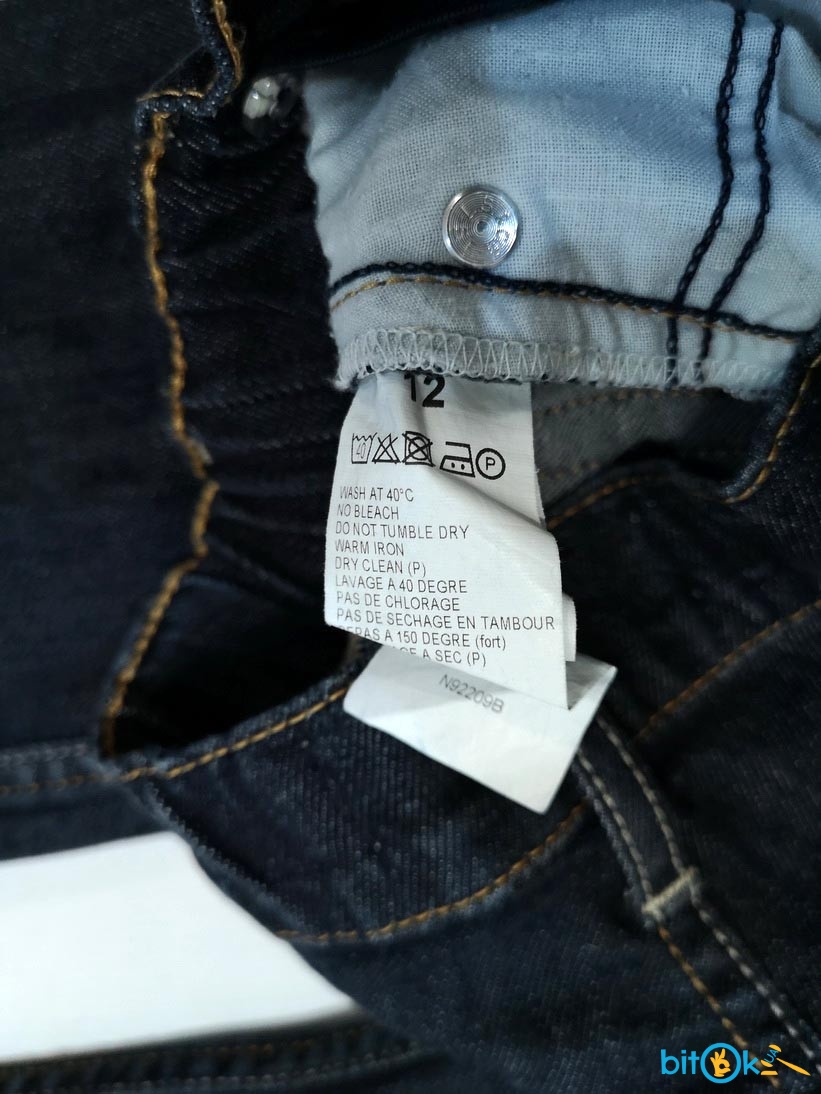 12
40 P
WASH AT 40°C
NO BLEACH
DO NOT TUMBLE DRY
WARM IRON
DRY CLEAN (P)
LAVAGE A 40 DEGRE
PAS DE CHLORAGE
PAS DE SECHAGE EN TAMBOUR
A 150 DEGRE (fort)
A SEC (P)
N92209B
bitOk